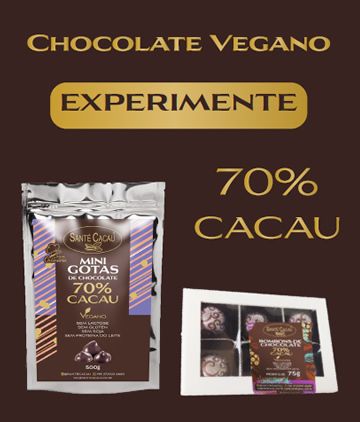 CHOCOLATE VEGANO
EXPERIMENTE
70%
CACAU
SANTÉ CACAU
MINI
GOTAS
DE CHOCOLATE
70%
CACAU
VEGANO
SEM LACTOSE
SEM GLÚTEN
SEM SOJA
SEM PROTEÍNA DO LEITE
500g
SANTÉ CACAU
BOMBONS DE
CHOCOLATE
70%
CACAU
75g